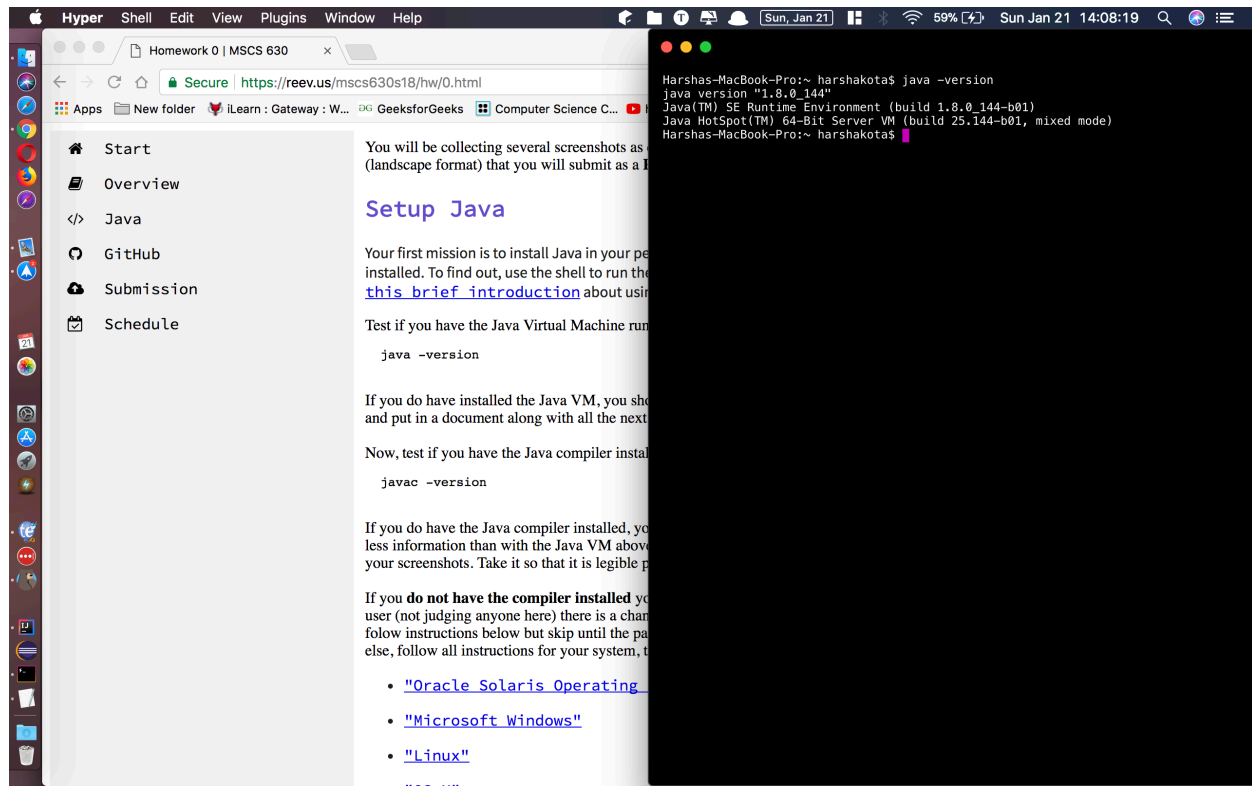 Hyper Shell Edit View Plugins Window Help Sun, Jan 21 59% Sun Jan 21 14:08:19
Homework 0 | MSCS 630 ×
Secure https://reev.us/mscs630s18/hw/0.html
Apps New folder iLearn : Gateway : W... GeeksforGeeks Computer Science C...
Start
Overview
Java
GitHub
Submission
Schedule
21
You will be collecting several screenshots as
(landscape format) that you will submit as a
Setup Java
Your first mission is to install Java in your
installed. To find out, use the shell to run
this brief introduction about
Test if you have the Java Virtual Machine
java -version
If you do have installed the Java VM, you
and put in a document along with all the next
Now, test if you have the Java compiler
javac -version
If you do have the Java compiler installed,
less information than with the Java VM
your screenshots. Take it so that it is legible
If you do not have the compiler installed
user (not judging anyone here) there is a
folow instructions below but skip until the
else, follow all instructions for your system,
"Oracle Solaris Operating
"Microsoft Windows"
"Linux"
Harshas-MacBook-Pro:~ harshakota$ java -version
java version "1.8.0_144"
Java(TM) SE Runtime Environment (build 1.8.0_144-b01)
Java HotSpot(TM) 64-Bit Server VM (build 25.144-b01, mixed mode)
Harshas-MacBook-Pro:~ harshakota$